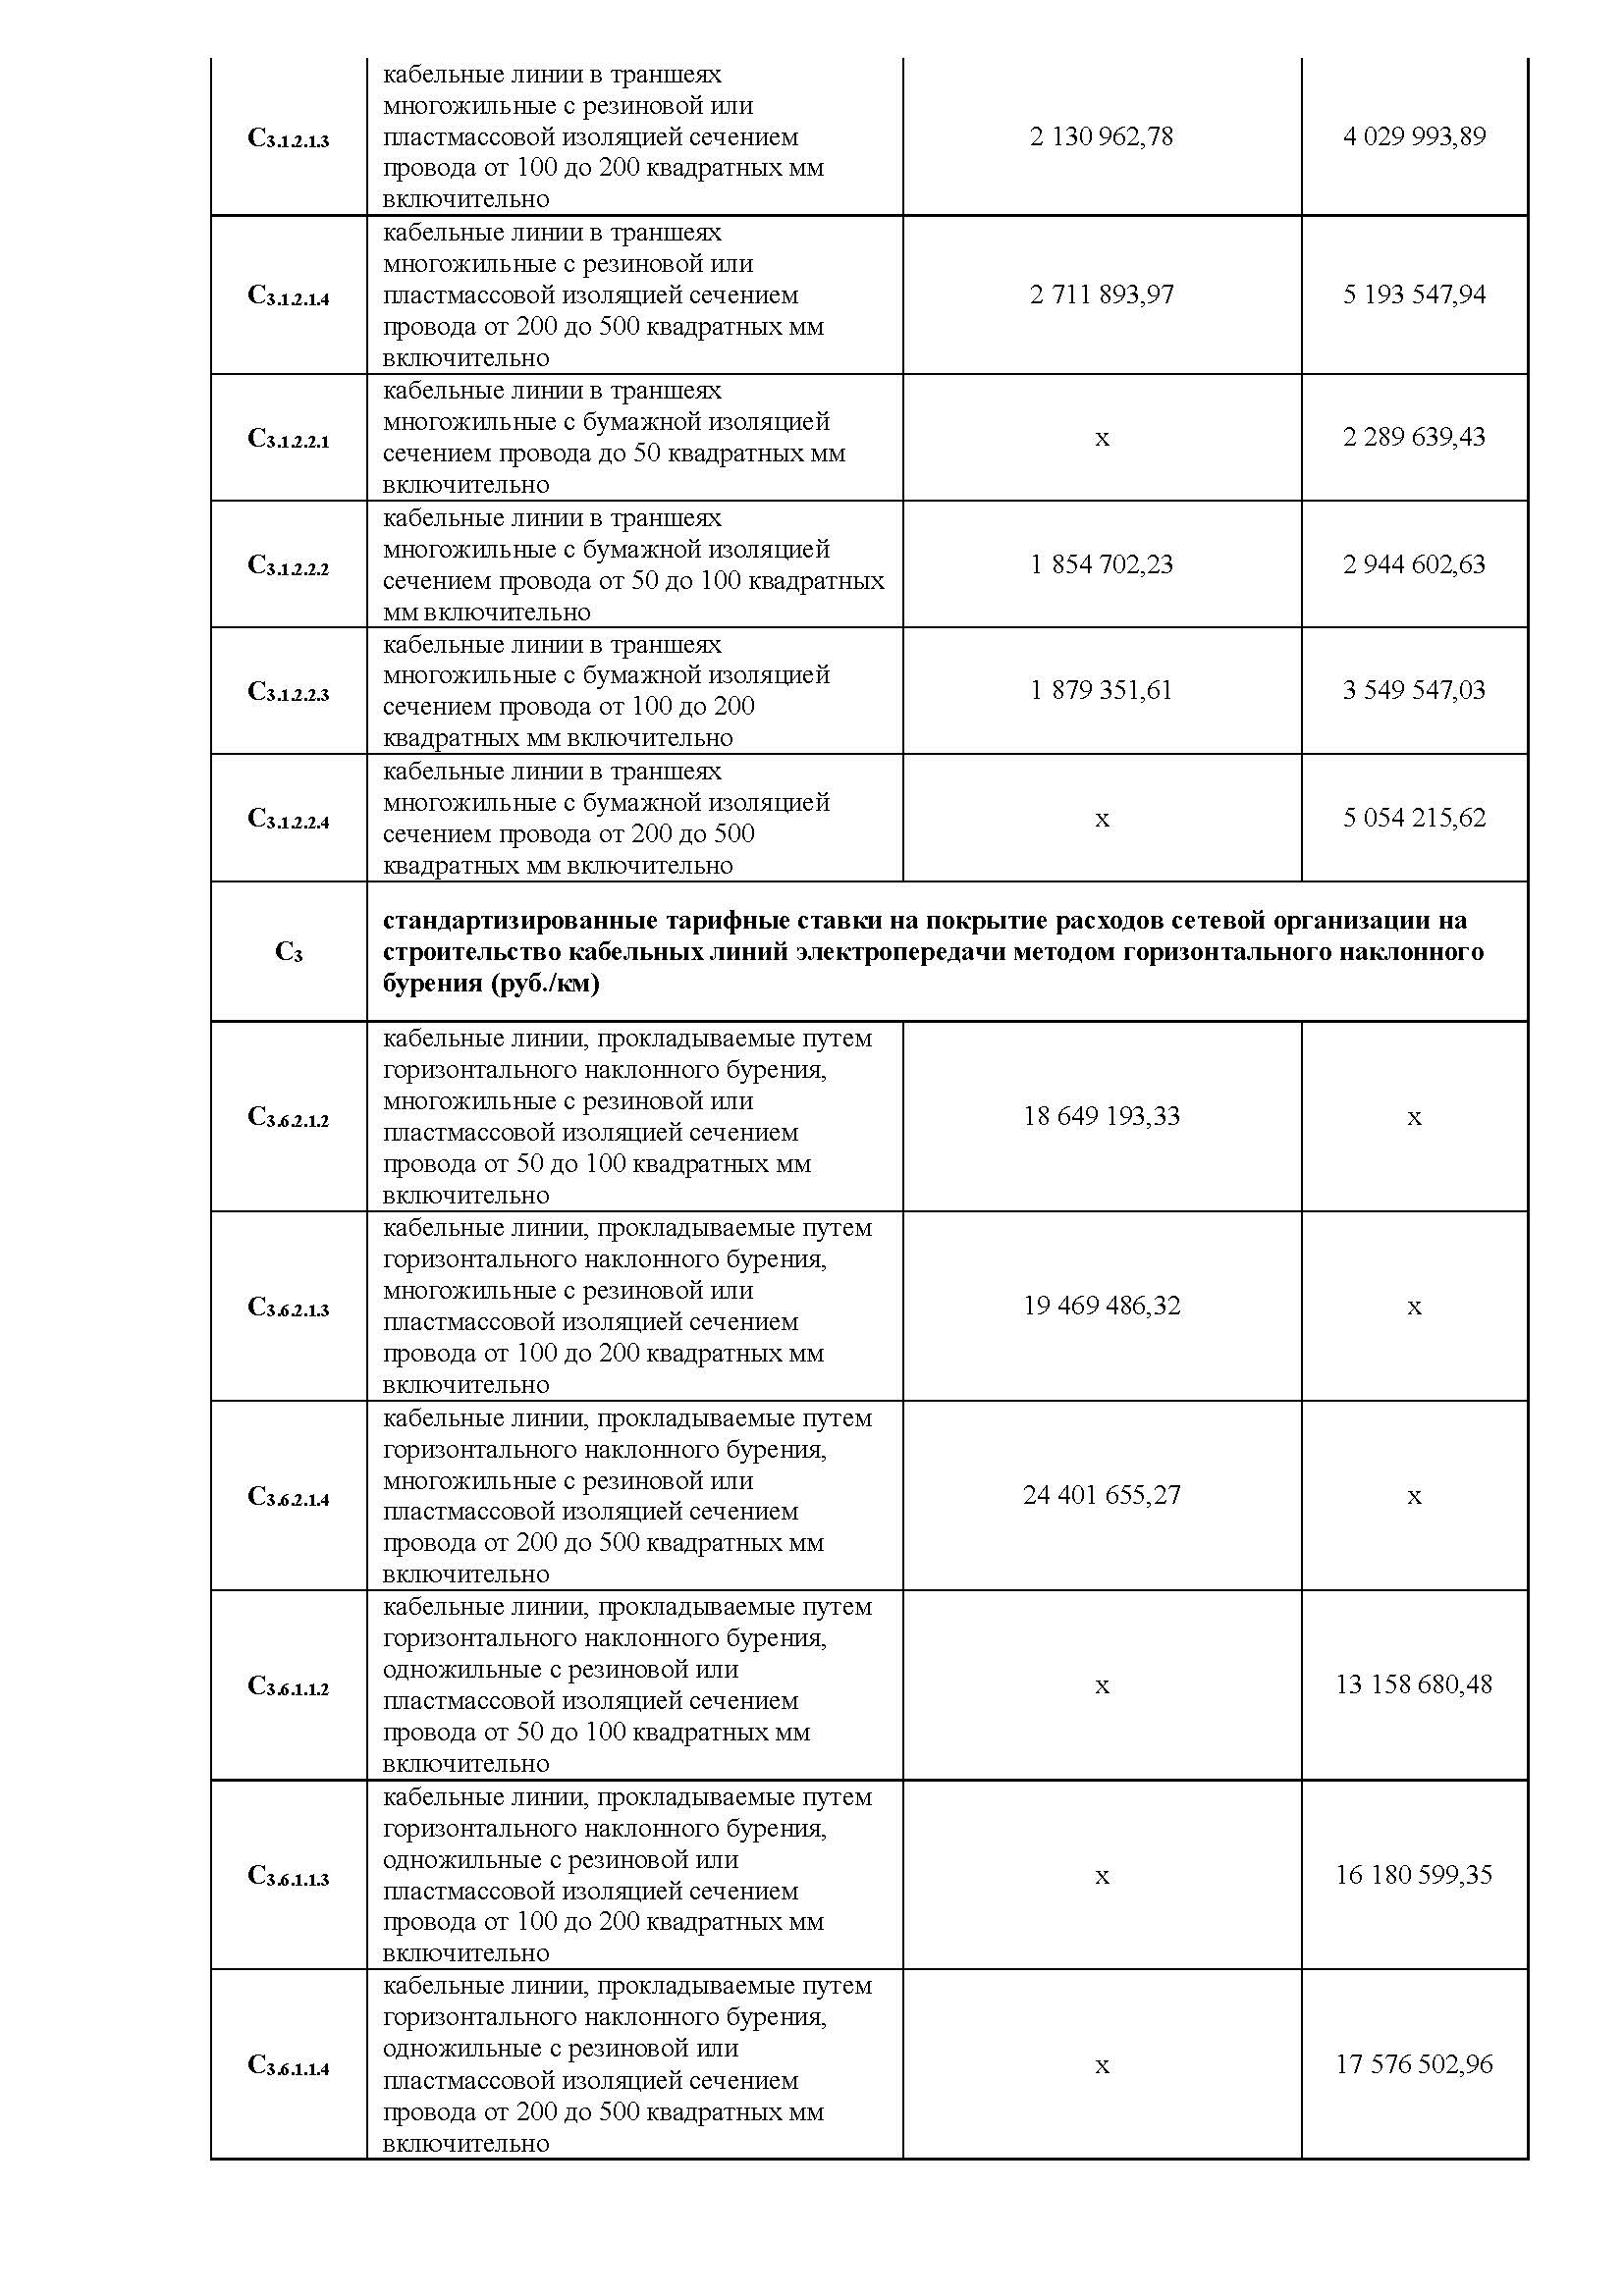 кабельные линии в траншеях
многожильные с резиновой или
С3.1.2.1.3 пластмассовой изоляцией сечением 2 130 962,78 4 029 993,89
провода от 100 до 200 квадратных мм
включительно
кабельные линии в траншеях
многожильные с резиновой или
С3.1.2.1.4 пластмассовой изоляцией сечением 2 711 893,97 5 193 547,94
провода от 200 до 500 квадратных мм
включительно
кабельные линии в траншеях
многожильные с бумажной изоляцией
С3.1.2.2.1 сечением провода до 50 квадратных мм х 2 289 639,43
включительно
кабельные линии в траншеях
многожильные с бумажной изоляцией
С3.1.2.2.2 сечением провода от 50 до 100 квадратных 1 854 702,23 2 944 602,63
мм включительно
кабельные линии в траншеях
многожильные с бумажной изоляцией
С3.1.2.2.3 сечением провода от 100 до 200 1 879 351,61 3 549 547,03
квадратных мм включительно
кабельные линии в траншеях
многожильные с бумажной изоляцией
С3.1.2.2.4 сечением провода от 200 до 500 х 5 054 215,62
квадратных мм включительно
стандартизированные тарифные ставки на покрытие расходов сетевой организации на
С3 строительство кабельных линий электропередачи методом горизонтального наклонного
бурения (руб./км)
кабельные линии, прокладываемые путем
горизонтального наклонного бурения,
многожильные с резиновой или
С3.6.2.1.2 пластмассовой изоляцией сечением 18 649 193,33 х
провода от 50 до 100 квадратных мм
включительно
кабельные линии, прокладываемые путем
горизонтального наклонного бурения,
многожильные с резиновой или
С3.6.2.1.3 пластмассовой изоляцией сечением 19 469 486,32 х
провода от 100 до 200 квадратных мм
включительно
кабельные линии, прокладываемые путем
горизонтального наклонного бурения,
многожильные с резиновой или
С3.6.2.1.4 пластмассовой изоляцией сечением 24 401 655,27 х
провода от 200 до 500 квадратных мм
включительно
кабельные линии, прокладываемые путем
горизонтального наклонного бурения,
одножильные с резиновой или
С3.6.1.1.2 пластмассовой изоляцией сечением х 13 158 680,48
провода от 50 до 100 квадратных мм
включительно
кабельные линии, прокладываемые путем
горизонтального наклонного бурения,
одножильные с резиновой или
С3.6.1.1.3 пластмассовой изоляцией сечением х 16 180 599,35
провода от 100 до 200 квадратных мм
включительно
кабельные линии, прокладываемые путем
горизонтального наклонного бурения,
одножильные с резиновой или
С3.6.1.1.4 пластмассовой изоляцией сечением х 17 576 502,96
провода от 200 до 500 квадратных мм
включительно